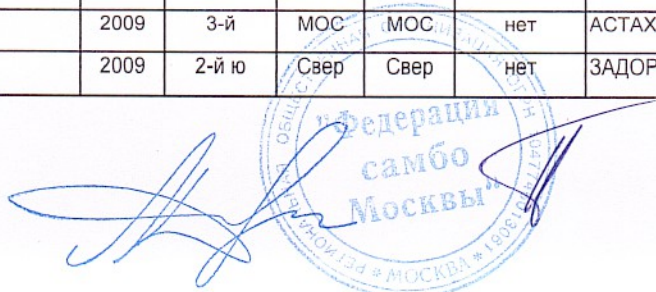 2009 3-й МОС МОС нет АСТАХ
2009 2-й ю Свер Свер нет ЗАДОР
"Федерация
самбо
Москвы"
* МОСКВА *